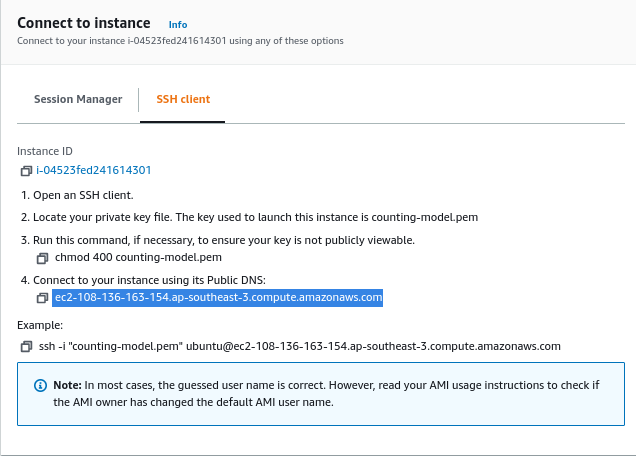 Connect to instance Info
Connect to your instance i-04523fed241614301 using any of these options
Session Manager SSH client
Instance ID
i-04523fed241614301
1. Open an SSH client.
2. Locate your private key file. The key used to launch this instance is counting-model.pem
3. Run this command, if necessary, to ensure your key is not publicly viewable.
chmod 400 counting-model.pem
4. Connect to your instance using its Public DNS:
ec2-108-136-163-154.ap-southeast-3.compute.amazonaws.com
Example:
ssh -i "counting-model.pem" ubuntu@ec2-108-136-163-154.ap-southeast-3.compute.amazonaws.com
Note: In most cases, the guessed user name is correct. However, read your AMI usage instructions to check if
the AMI owner has changed the default AMI user name.